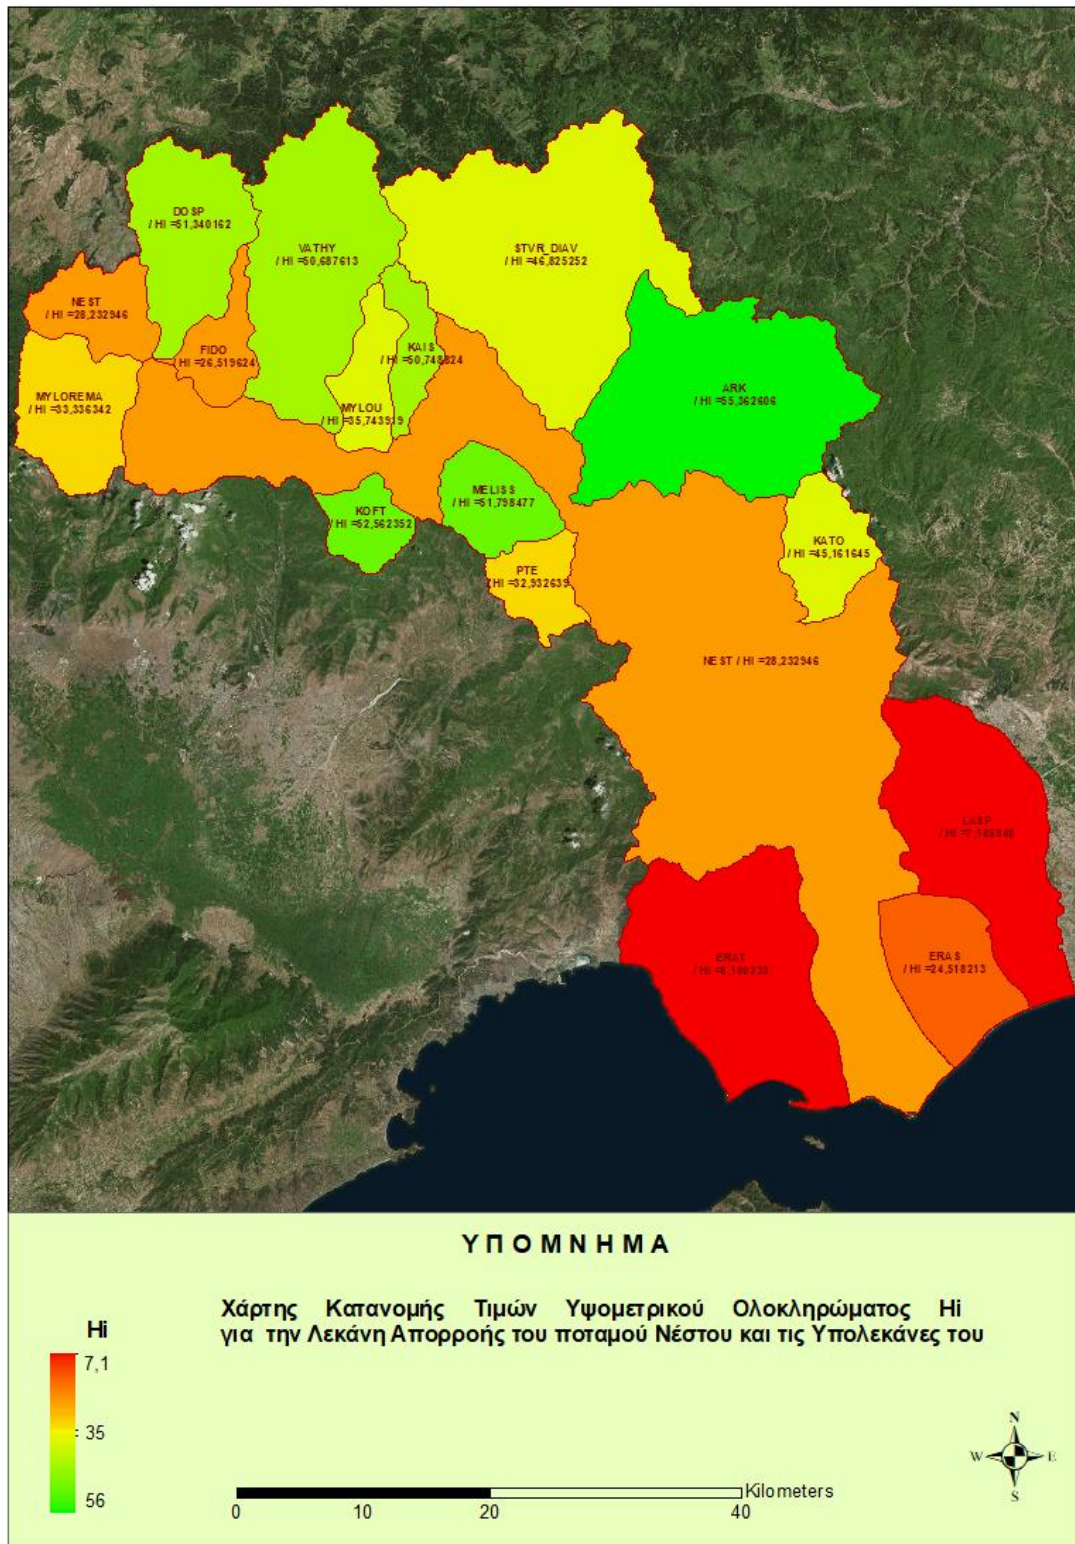 DOSP
/ HI =51,340162
VATHY
/ HI =50,687613
STVR_DIAV
/ HI =46,825252
NEST
/ HI =28,232946
FIDO
/ HI =26,519624
KAIS
/ HI =50,748824
MYLOREMA
/ HI =33,336342
MYLOU
/ HI =35,743919
ARK
/ HI =55,362606
MELISS
/ HI =51,798477
KOFT
/ HI =52,562352
KATO
/ HI =45,161645
PTE
/ HI =32,932639
NEST / HI =28,232946
LASP
ERAT
ERAS
/ HI =24,518213
ΥΠΟΜΝΗΜΑ
Χάρτης Κατανομής Τιμών Υψομετρικού Ολοκληρώματος Hi
για την Λεκάνη Απορροής του ποταμού Νέστου και τις Υπολεκάνες του
Hi
7,1
35
56
N
W E
S
Kilometers
0 10 20 40